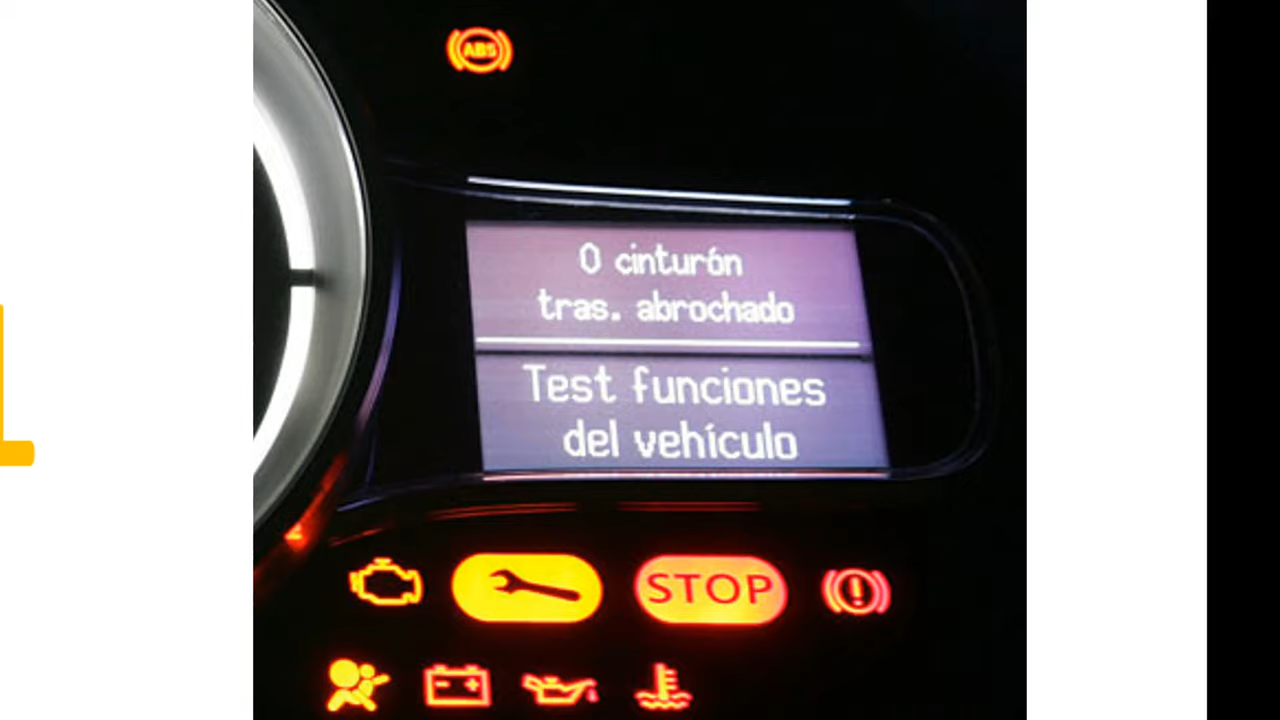 ABS
0 cinturón
tras. abrochado
Test funciones
del vehículo
STOP